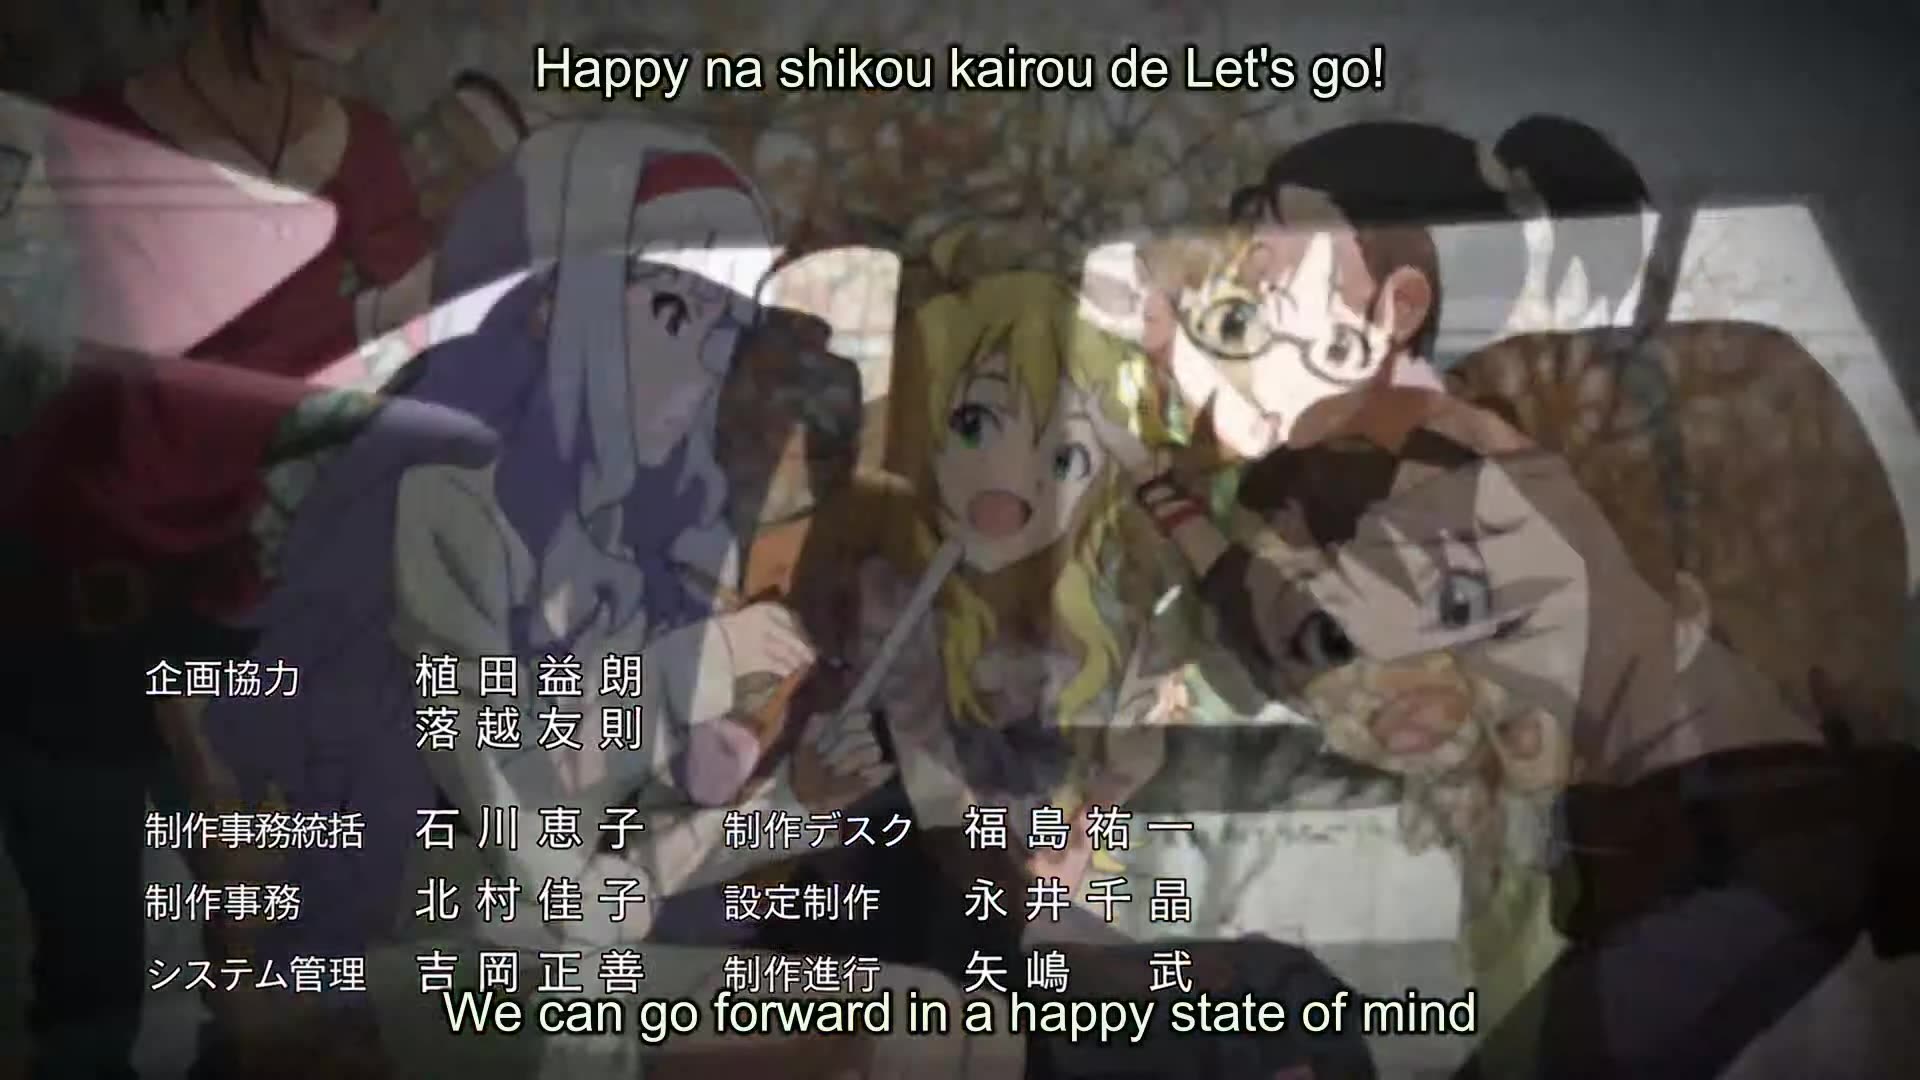 Happy na shikou kairou de Let's go!
企画協力 植田益朗
落越友則
制作事務統括 石川恵子 制作デスク 福島祐一
制作事務 北村佳子 設定制作 永井千晶
システム管理 吉岡正善 制作進行 矢嶋 武
We can go forward in a happy state of mind